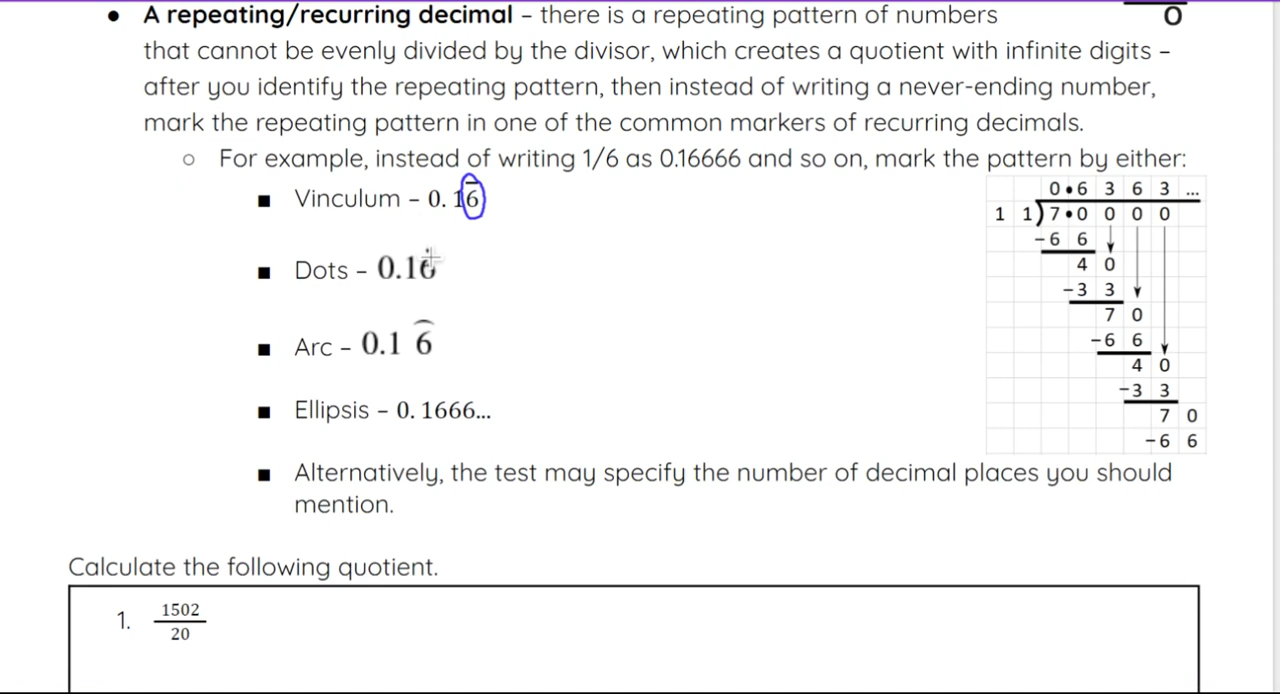 ● A repeating/recurring decimal – there is a repeating pattern of numbers
0
that cannot be evenly divided by the divisor, which creates a quotient with infinite digits –
after you identify the repeating pattern, then instead of writing a never-ending number,
mark the repeating pattern in one of the common markers of recurring decimals.
○ For example, instead of writing 1/6 as 0.16666 and so on, mark the pattern by either:
■ Vinculum – 0. 16̅
■ Dots – 0.16̇
■ Arc – 0.1 6̑
■ Ellipsis – 0. 1666...
■ Alternatively, the test may specify the number of decimal places you should
mention.
0•6 3 6 3 ...
1 1)7•0 0 0 0
-6 6
4 0
-3 3
7 0
-6 6
4 0
-3 3
7 0
-6 6
Calculate the following quotient.
1. 1502
20